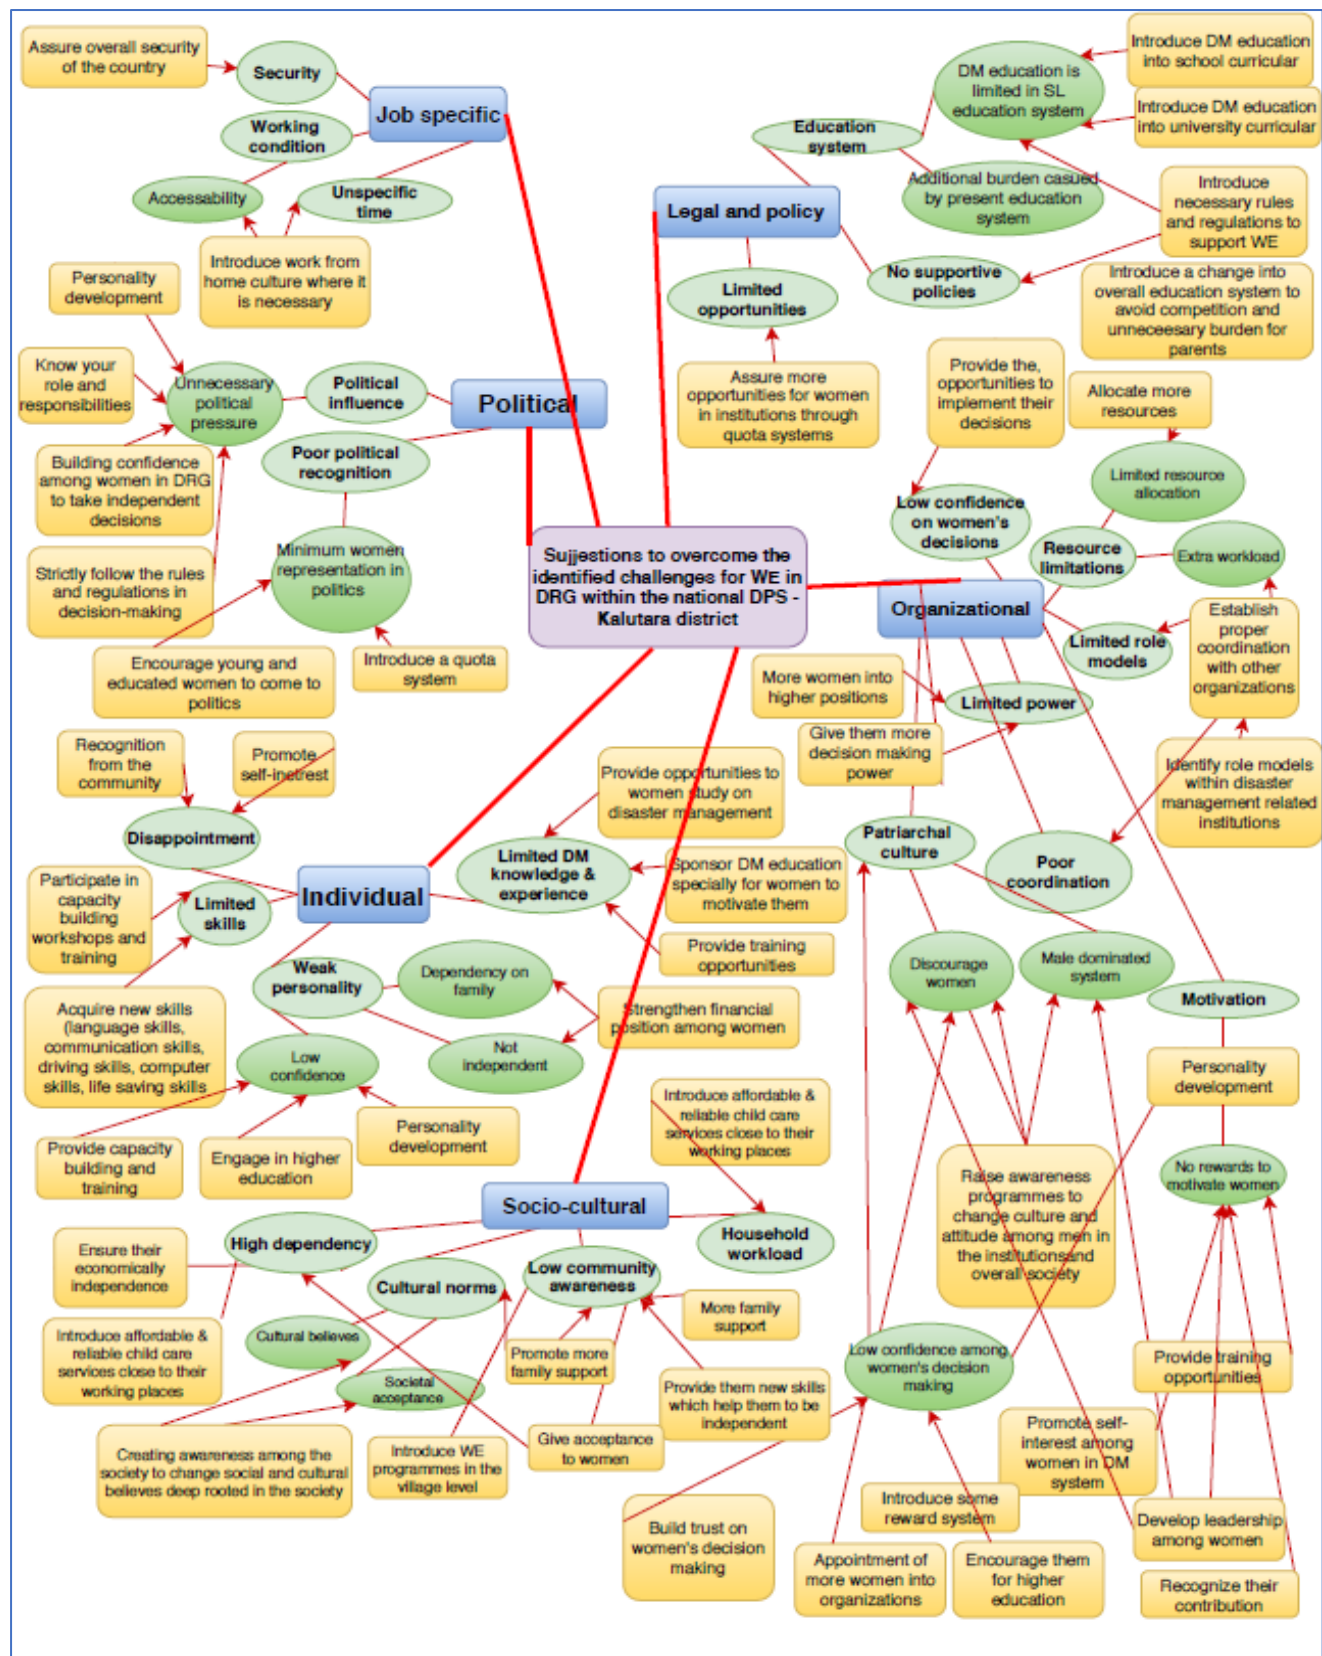 Assure overall security
of the country
Security
Job specific
Working
condition
Accessability
Unspecific
time
Introduce work from
home culture where it
is necessary
Introduce DM education
into school curricular
DM education is
limited in SL
education system
Introduce DM education
into university curricular
Education
system
Additional burden casued
by present education
system
Introduce
necessary rules
and regulations to
support WE
Legal and policy
No supportive
policies
Limited
opportunities
Introduce a change into
overall education system to
avoid competition and
unneceesary burden for
parents
Assure more
opportunities for women
in institutions through
quota systems
Personality
development
Know your
role and
responsibilities
Unnecessary
political
pressure
Political
influence
Political
Poor political
recognition
Building confidence
among women in DRG
to take independent
decisions
Strictly follow the rules
and regulations in
decision-making
Minimum women
representation in
politics
Encourage young and
educated women to come to
politics
Introduce a quota
system
Sujjestions to overcome the
identified challenges for WE in
DRG within the national DPS -
Kalutara district
Provide the,
opportunities to
implement their
decisions
Allocate more
resources
Limited resource
allocation
Low confidence
on women's
decisions
Resource
limitations
Extra workload
Organizational
Limited role
models
Establish
proper
coordination
with other
organizations
More women into
higher positions
Limited power
Give them more
decision making
power
Identify role models
within disaster
management related
institutions
Patriarchal
culture
Poor
coordination
Discourage
women
Male dominated
system
Motivation
Personality
development
No rewards to
motivate women
Raise awareness
programmes to
change culture and
attitude among men in
the institutionsand
overall society
Low confidence among
women's decision
making
Provide training
opportunities
Promote self-
interest among
women in DM
system
Introduce some
reward system
Develop leadership
among women
Build trust on
women's decision
making
Appointment of
more women into
organizations
Encourage them
for higher
education
Recognize their
contribution
Recognition
from the
community
Promote
self-inetrest
Disappointment
Participate in
capacity
building
workshops and
training
Limited
skills
Individual
Limited DM
knowledge &
experience
Provide opportunities to
women study on
disaster management
Sponsor DM education
specially for women to
motivate them
Provide training
opportunities
Weak
personality
Dependency on
family
Strengthen financial
position among women
Not
independent
Acquire new skills
(language skills,
communication skills,
driving skills, computer
skills, life saving skills
Low
confidence
Provide capacity
building and
training
Engage in higher
education
Personality
development
Introduce affordable &
reliable child care
services close to their
working places
Socio-cultural
Household
workload
High dependency
Ensure their
economically
independence
Cultural norms
Low community
awareness
More family
support
Introduce affordable &
reliable child care
services close to their
working places
Cultural believes
Promote more
family support
Societal
acceptance
Provide them new skills
which help them to be
independent
Creating awareness among the
society to change social and cultural
believes deep rooted in the society
Introduce WE
programmes in the
village level
Give acceptance
to women